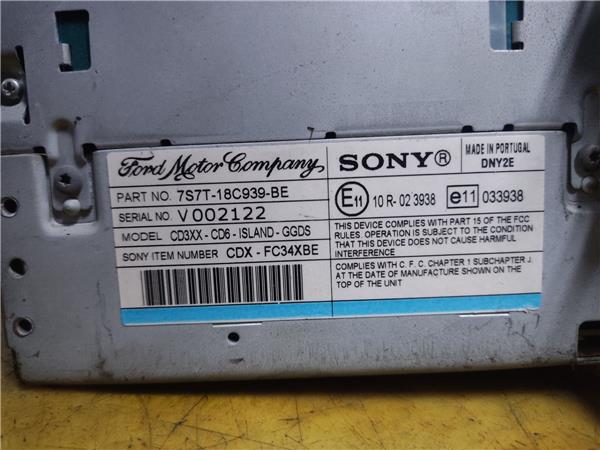 Ford Motor Company
SONY®
MADE IN PORTUGAL
DNY2E
PART NO. 7S7T-18C939-BE
SERIAL NO. V002122
MODEL CD3XX - CD6 - ISLAND - GGDS
SONY ITEM NUMBER CDX - FC34XBE
E11 10 R- 02 3938
e11 033938
THIS DEVICE COMPLIES WITH PART 15 OF THE FCC
RULES. OPERATION IS SUBJECT TO THE CONDITION
THAT THIS DEVICE DOES NOT CAUSE HARMFUL
INTERFERENCE
COMPLIES WITH C. F. C. CHAPTER 1 SUBCHAPTER J.
AT THE DATE OF MANUFACTURE SHOWN ON THE
TOP OF THE UNIT